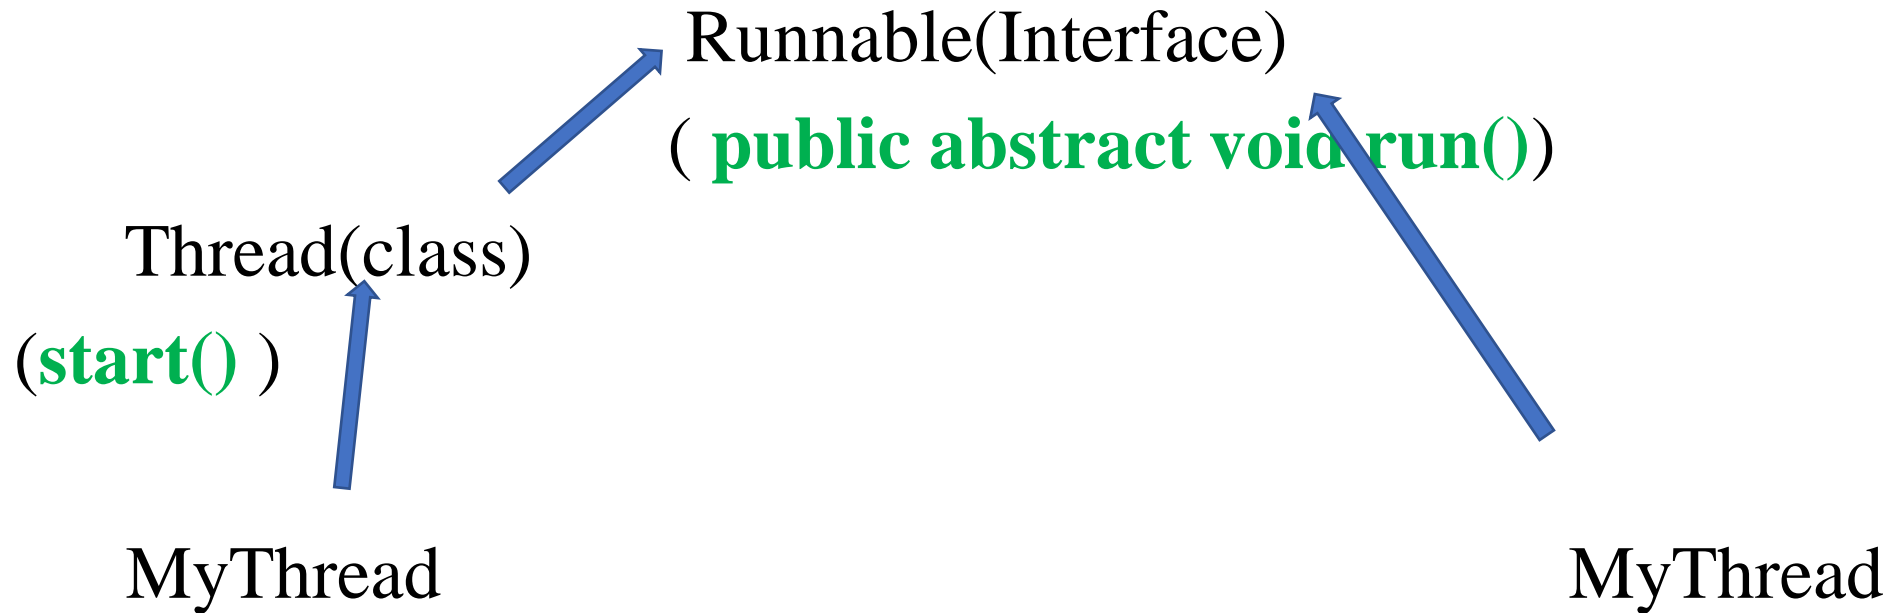 Runnable(Interface)
( public abstract void run())
Thread(class)
(start() )
MyThread
MyThread